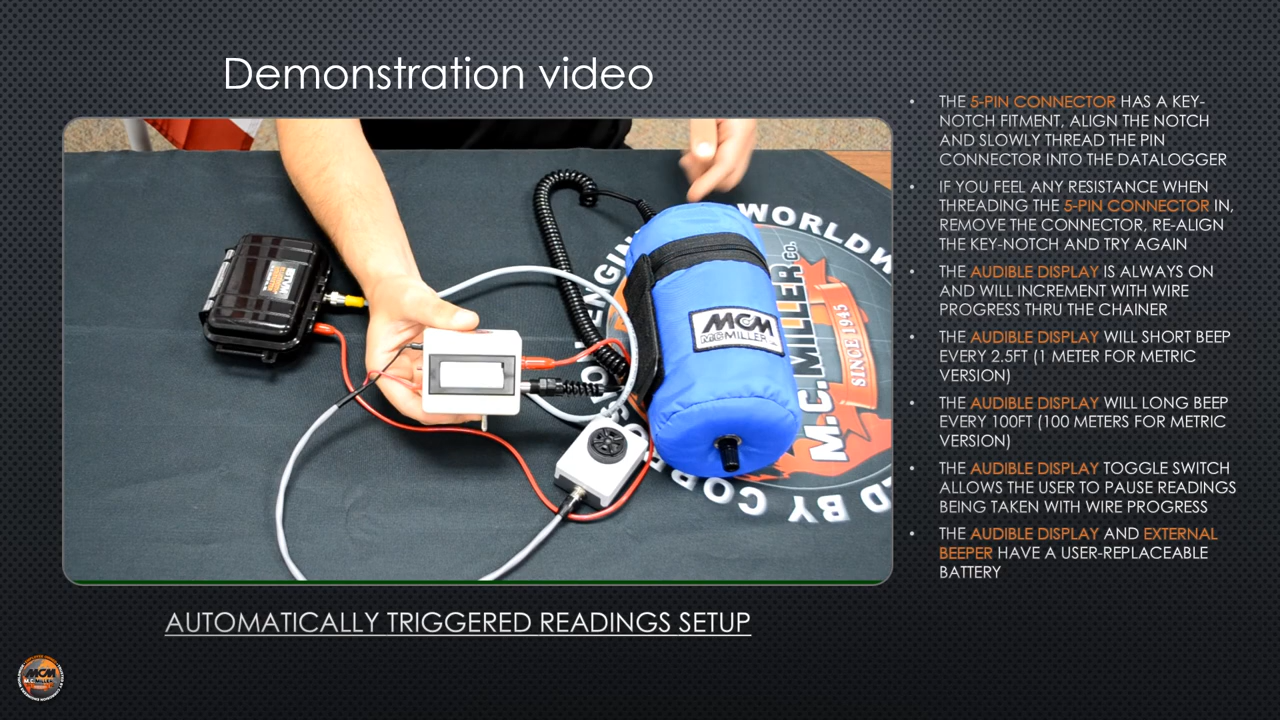 Demonstration video
• THE 5-PIN CONNECTOR HAS A KEY-
NOTCH FITMENT, ALIGN THE NOTCH
AND SLOWLY THREAD THE PIN
CONNECTOR INTO THE DATALOGGER
• IF YOU FEEL ANY RESISTANCE WHEN
THREADING THE 5-PIN CONNECTOR IN,
REMOVE THE CONNECTOR, RE-ALIGN
THE KEY-NOTCH AND TRY AGAIN
• THE AUDIBLE DISPLAY IS ALWAYS ON
AND WILL INCREMENT WITH WIRE
PROGRESS THRU THE CHAINER
• THE AUDIBLE DISPLAY WILL SHORT BEEP
EVERY 2.5FT (1 METER FOR METRIC
VERSION)
• THE AUDIBLE DISPLAY WILL LONG BEEP
EVERY 100FT (100 METERS FOR METRIC
VERSION)
• THE AUDIBLE DISPLAY TOGGLE SWITCH
ALLOWS THE USER TO PAUSE READINGS
BEING TAKEN WITH WIRE PROGRESS
• THE AUDIBLE DISPLAY AND EXTERNAL
BEEPER HAVE A USER-REPLACEABLE
BATTERY
WORLDW
ENGIN
MCM
M.C.MILLER
M.C. MILLER CO.
SINCE 1945
ED BY COR
AUTOMATICALLY TRIGGERED READINGS SETUP
MCM
M.C.MILLER